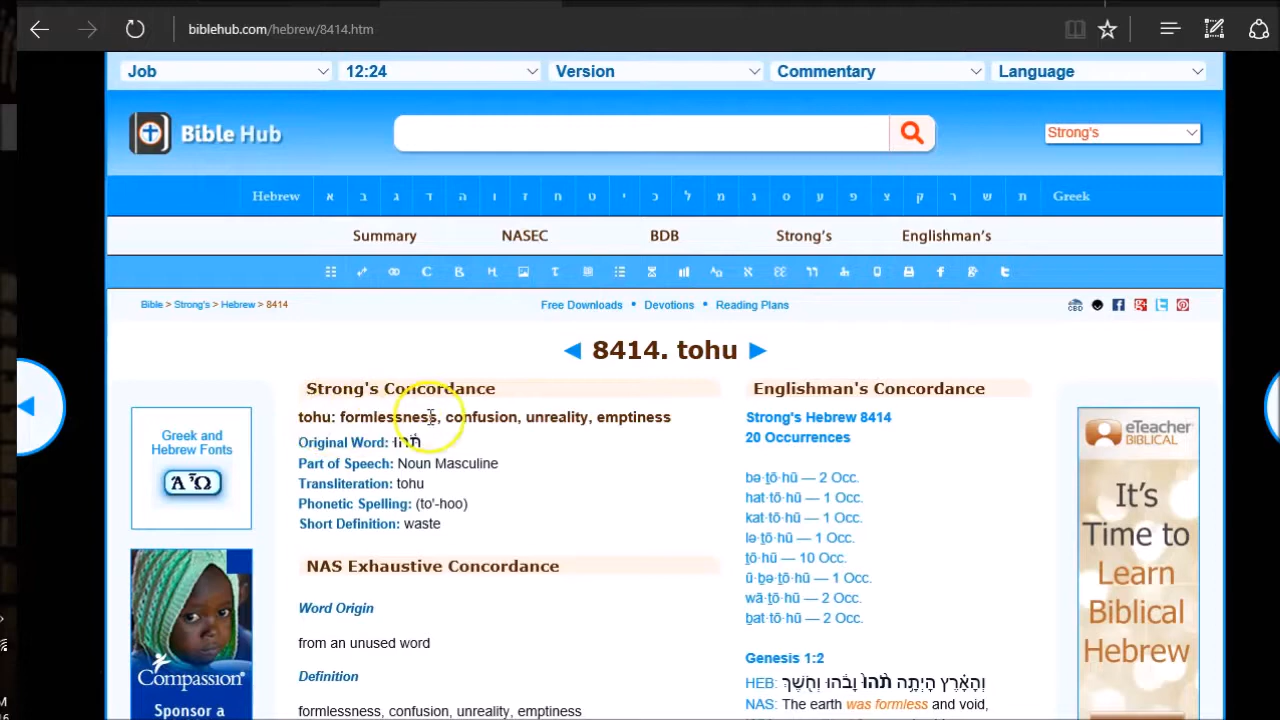 biblehub.com/hebrew/8414.htm
Job 12:24 Version Commentary Language
Bible Hub
Strong's
Hebrew א ב ג ד ה ו ז ח ט י כ ל מ נ ס ע פ צ ק ר ש ת Greek
Summary NASEC BDB Strong's Englishman's
Bible > Strong's > Hebrew > 8414
Free Downloads • Devotions • Reading Plans
CBD
◄ 8414. tohu ►
Strong's Concordance
tohu: formlessness, confusion, unreality, emptiness
Original Word: תֹּ֫הוּ
Part of Speech: Noun Masculine
Transliteration: tohu
Phonetic Spelling: (to'-hoo)
Short Definition: waste
NAS Exhaustive Concordance
Word Origin
from an unused word
Definition
formlessness, confusion, unreality, emptiness
Englishman's Concordance
Strong's Hebrew 8414
20 Occurrences
bə·ṯō·hū — 2 Occ.
hat·tō·hū — 1 Occ.
kat·tō·hū — 1 Occ.
lə·ṯō·hū — 1 Occ.
ṯō·hū — 10 Occ.
ū·ḇə·ṯō·hū — 1 Occ.
wā·ṯō·hū — 2 Occ.
ḇat·tō·hū — 2 Occ.
Genesis 1:2
HEB: וְהָאָ֗רֶץ הָיְתָ֥ה תֹ֙הוּ֙ וָבֹ֔הוּ וְחֹ֖שֶׁךְ
NAS: The earth was formless and void,
Greek and
Hebrew Fonts
ΆΩ
Compassion
Sponsor a
eTeacher
BIBLICAL
It's
Time to
Learn
Biblical
Hebrew